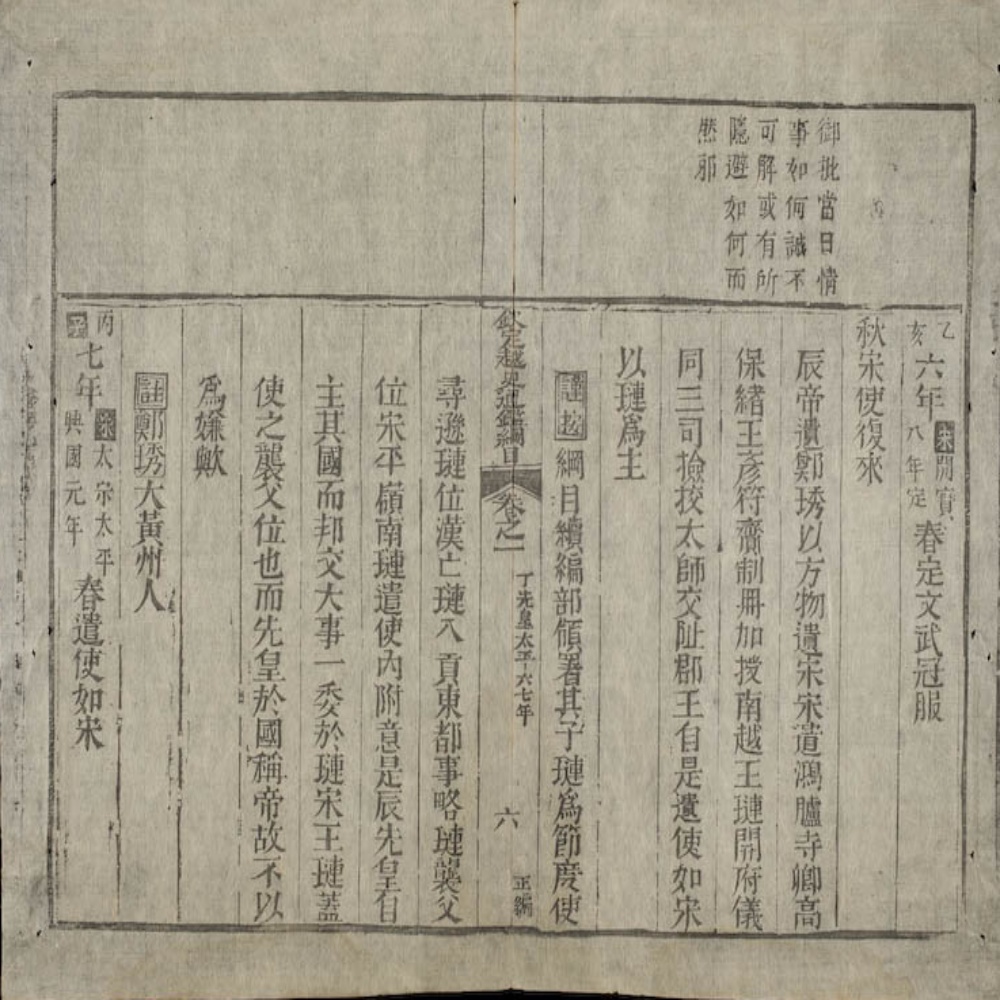 御批當日情
事如何誠不
可解或有所
隱避如何而
然邪
乙亥六年宋開寶八年定春定文武冠服
秋宋使復來
辰帝遺鄭琇以方物遺宋宋遣鴻臚寺卿高
保緒王彥符齎制册加授南越王璉開府儀
同三司撿挍太師交阯郡王自是遺使如宋
以璉爲主
謹按綱目續編部領署其子璉爲節度使
欽定越史通鑑綱目卷之一 丁先皇太平六七年 六 正編
尋遜璉位漢亡璉入貢東都事略璉襲父
位宋平嶺南璉遣使內附意是辰先皇自
主其國而邦交大事一委於璉宋王璉蓋
使之襲父位也而先皇於國稱帝故不以
爲嫌歟
註鄭琇大黃州人
丙子七年宋太宗太平興國元年春遣使如宋